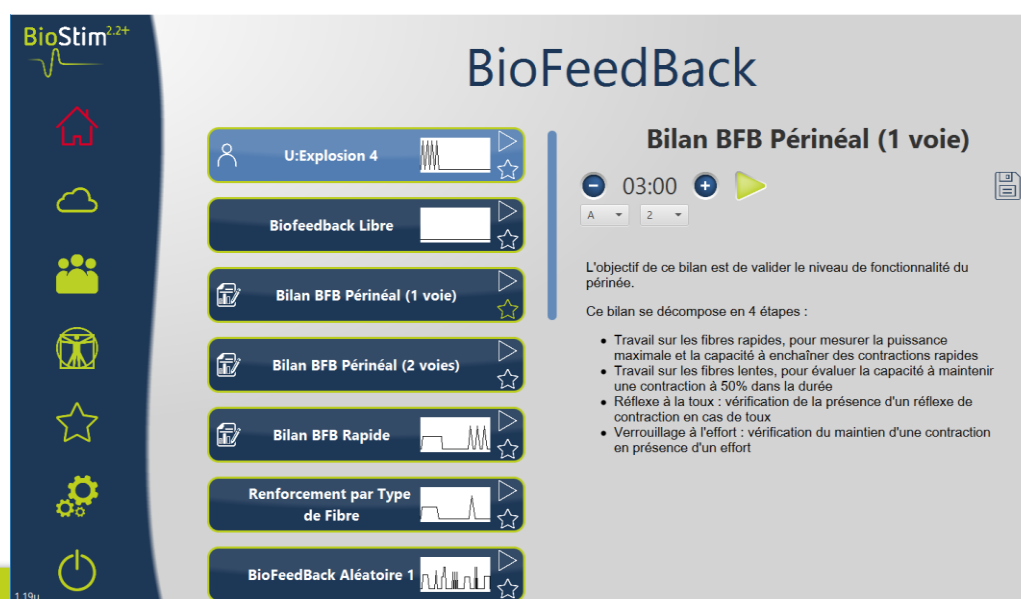 BioStim 2.2+
BioFeedBack
U:Explosion 4
Biofeedback Libre
Bilan BFB Périnéal (1 voie)
Bilan BFB Périnéal (2 voies)
Bilan BFB Rapide
Renforcement par Type
de Fibre
BioFeedBack Aléatoire 1
Bilan BFB Périnéal (1 voie)
03:00
A 2
L'objectif de ce bilan est de valider le niveau de fonctionnalité du
périnée.
Ce bilan se décompose en 4 étapes :
• Travail sur les fibres rapides, pour mesurer la puissance
maximale et la capacité à enchaîner des contractions rapides
• Travail sur les fibres lentes, pour évaluer la capacité à maintenir
une contraction à 50% dans la durée
• Réflexe à la toux : vérification de la présence d'un réflexe de
contraction en cas de toux
• Verrouillage à l'effort : vérification du maintien d'une contraction
en présence d'un effort
1.19u